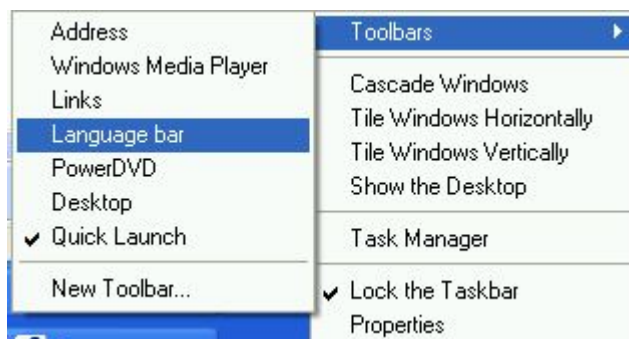 Address
Windows Media Player
Links
Language bar
PowerDVD
Desktop
Quick Launch
New Toolbar...
Toolbars
Cascade Windows
Tile Windows Horizontally
Tile Windows Vertically
Show the Desktop
Task Manager
Lock the Taskbar
Properties